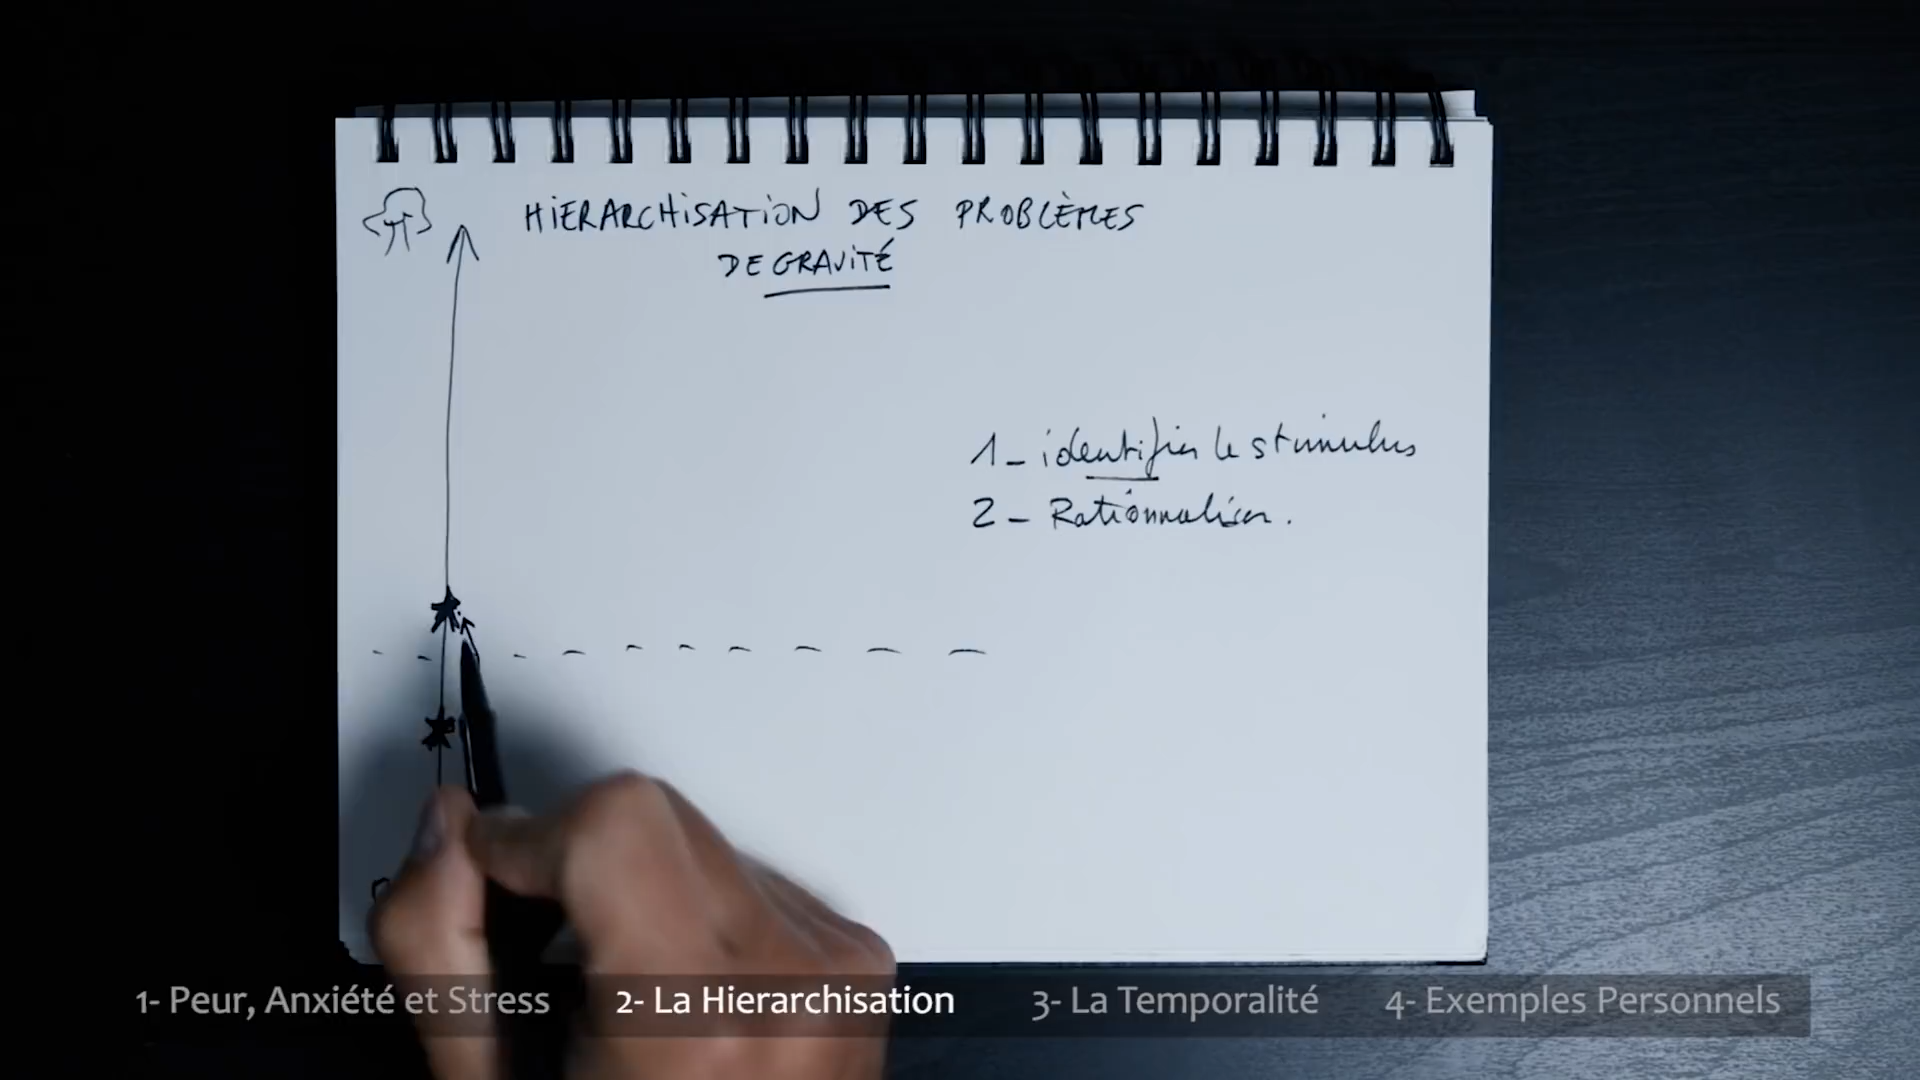 HIERARCHISATION DES PROBLÈMES
DE GRAVITÉ
1- identifier le stimulus
2- Rationnaliser.
1- Peur, Anxiété et Stress 2- La Hierarchisation 3- La Temporalité 4- Exemples Personnels